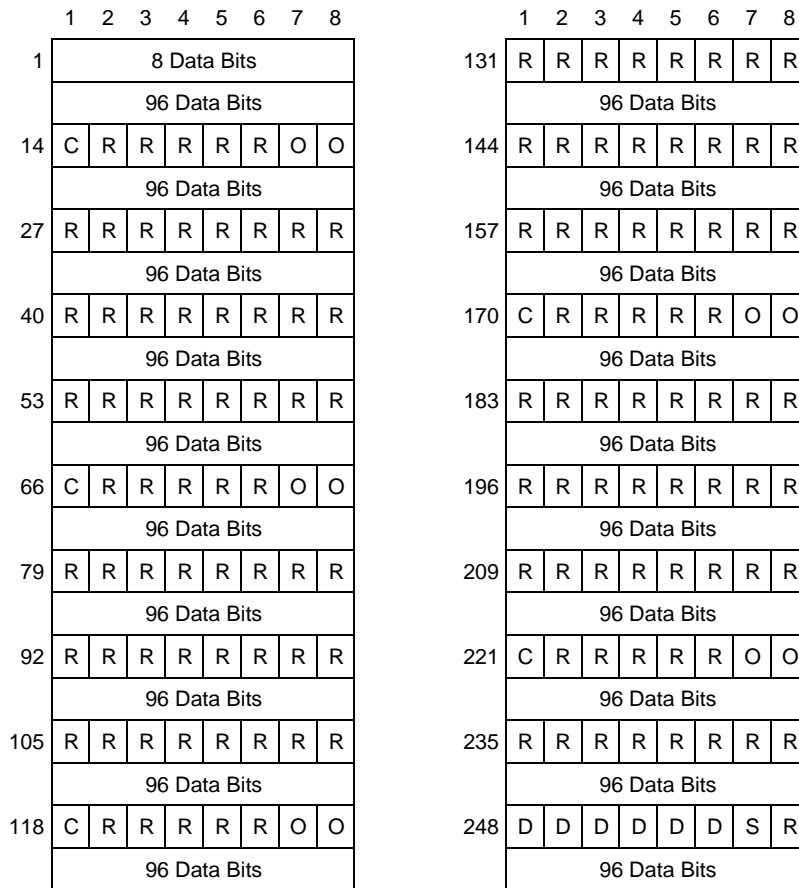 1 2 3 4 5 6 7 8
1 8 Data Bits
96 Data Bits
14 C R R R R R O O
96 Data Bits
27 R R R R R R R R
96 Data Bits
40 R R R R R R R R
96 Data Bits
53 R R R R R R R R
96 Data Bits
66 C R R R R R O O
96 Data Bits
79 R R R R R R R R
96 Data Bits
92 R R R R R R R R
96 Data Bits
105 R R R R R R R R
96 Data Bits
118 C R R R R R O O
96 Data Bits
1 2 3 4 5 6 7 8
131 R R R R R R R R
96 Data Bits
144 R R R R R R R R
96 Data Bits
157 R R R R R R R R
96 Data Bits
170 C R R R R R O O
96 Data Bits
183 R R R R R R R R
96 Data Bits
196 R R R R R R R R
96 Data Bits
209 R R R R R R R R
96 Data Bits
221 C R R R R R O O
96 Data Bits
235 R R R R R R R R
96 Data Bits
248 D D D D D D S R
96 Data Bits